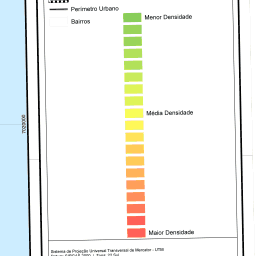 Perímetro Urbano
Bairros
Menor Densidade
Média Densidade
Maior Densidade
7020000
Sistema de Projeção Universal Transversal de Mercator - UTM